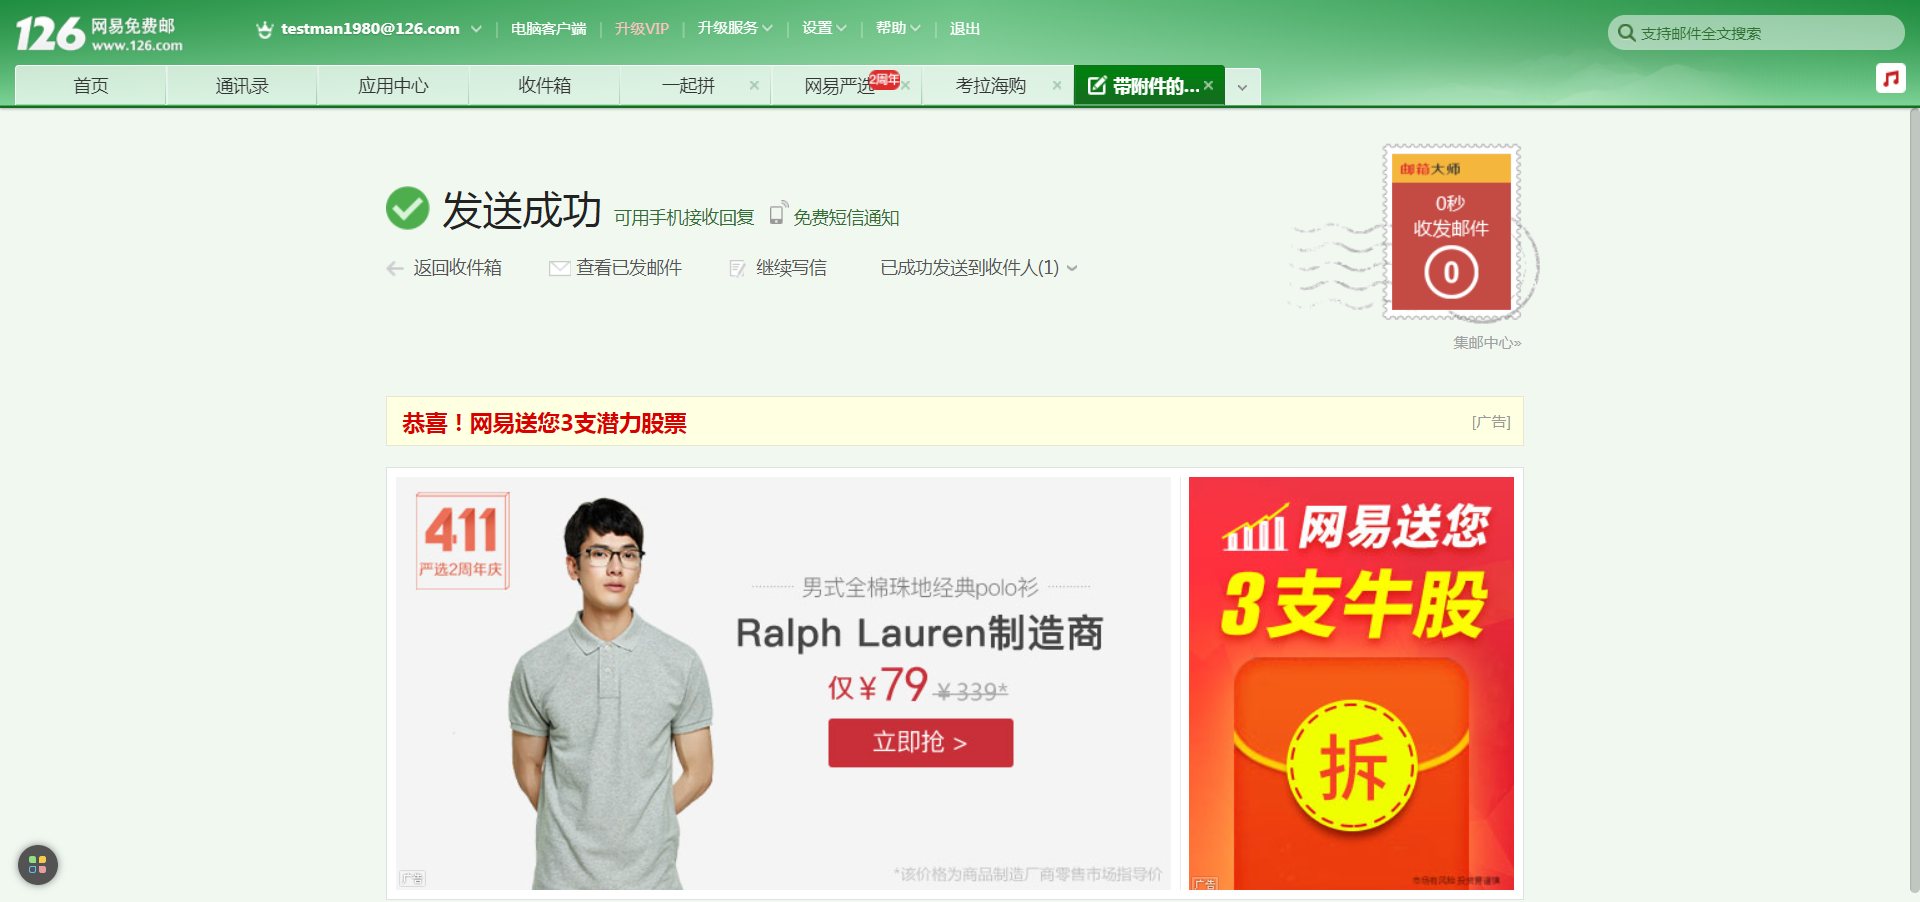 126 网易免费邮
www.126.com
testman1980@126.com
电脑客户端
升级VIP
升级服务
设置
帮助
退出
支持邮件全文搜索
首页
通讯录
应用中心
收件箱
一起拼
网易严选
2周年
考拉海购
带附件的...
发送成功
可用手机接收回复
免费短信通知
返回收件箱
查看已发邮件
继续写信
已成功发送到收件人(1)
邮箱大师
0秒
收发邮件
0
集邮中心»
恭喜！网易送您3支潜力股票
[广告]
411
严选2周年庆
男式全棉珠地经典polo衫
Ralph Lauren制造商
仅¥79 ¥339*
立即抢 >
*该价格为商品制造厂商零售市场指导价
广告
网易送您
3支牛股
拆
广告
市场有风险 投资需谨慎